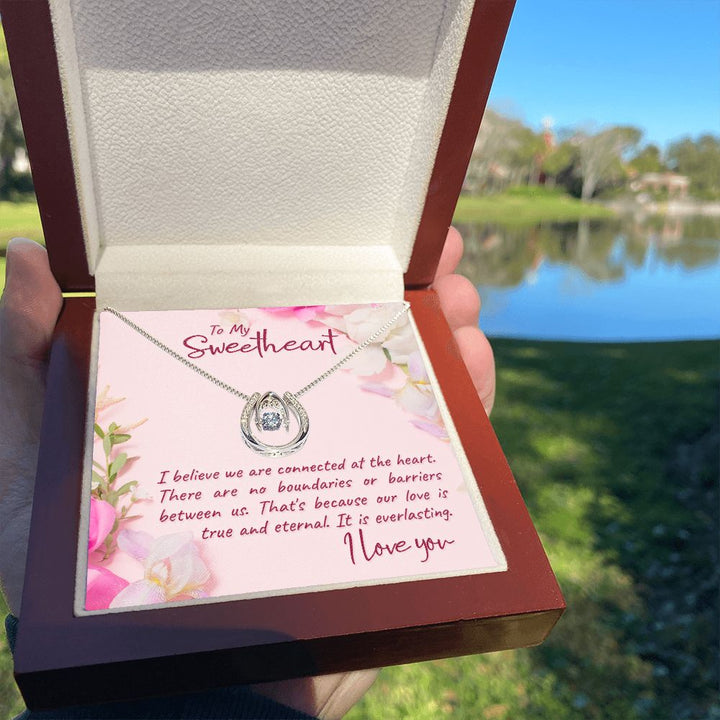 To My
Sweetheart
I believe we are connected at the heart.
There are no boundaries or barriers
between us. That's because our love is
true and eternal. It is everlasting.
I love you